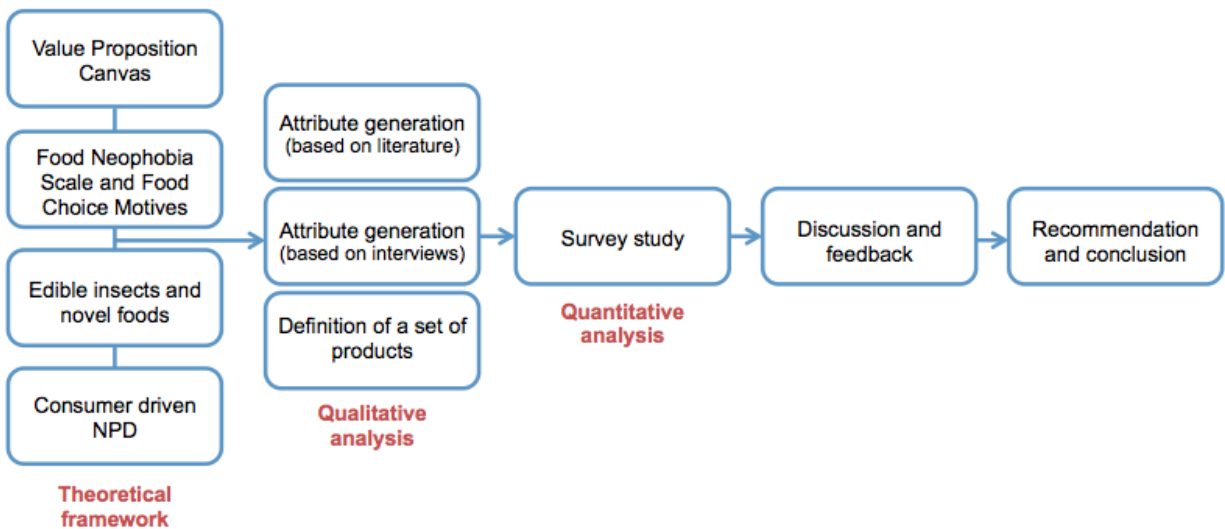 Value Proposition
Canvas
Food Neophobia
Scale and Food
Choice Motives
Edible insects and
novel foods
Consumer driven
NPD
Theoretical
framework
Attribute generation
(based on literature)
Attribute generation
(based on interviews)
Definition of a set of
products
Qualitative
analysis
Survey study
Quantitative
analysis
Discussion and
feedback
Recommendation
and conclusion